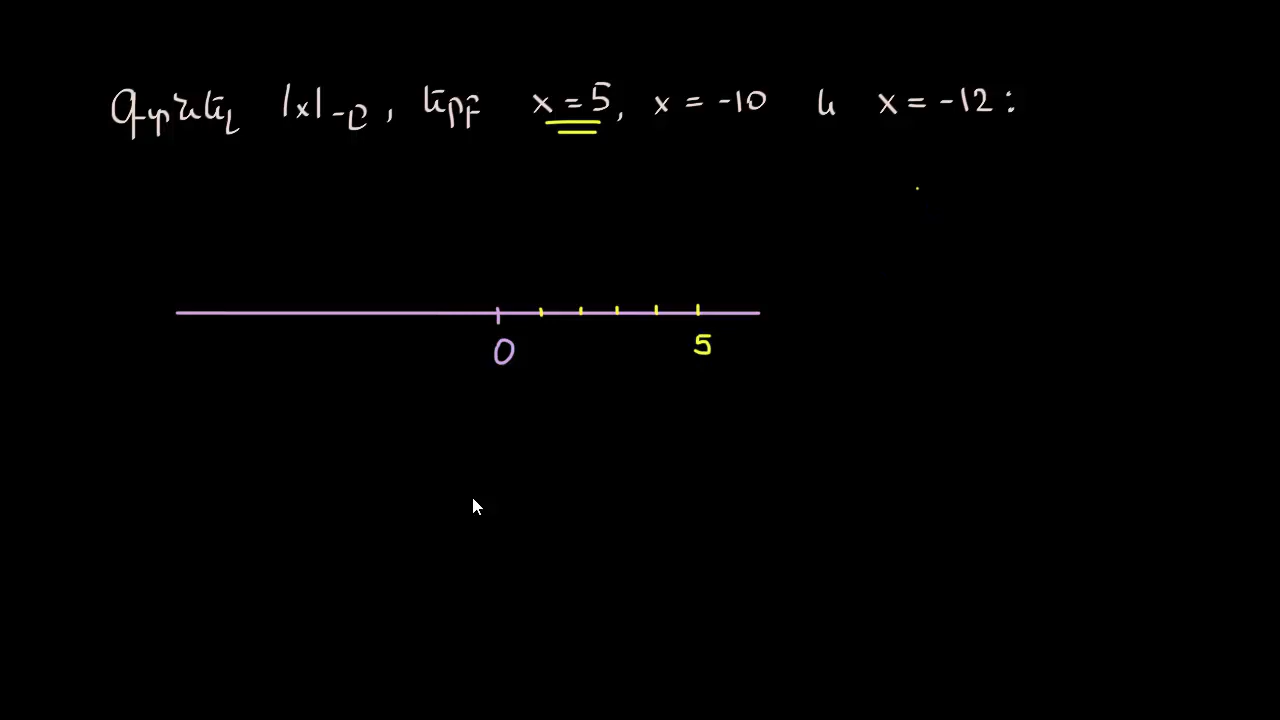 Գտնել |x|-ը, երբ x = 5, x = -10 և x = -12:
0 5